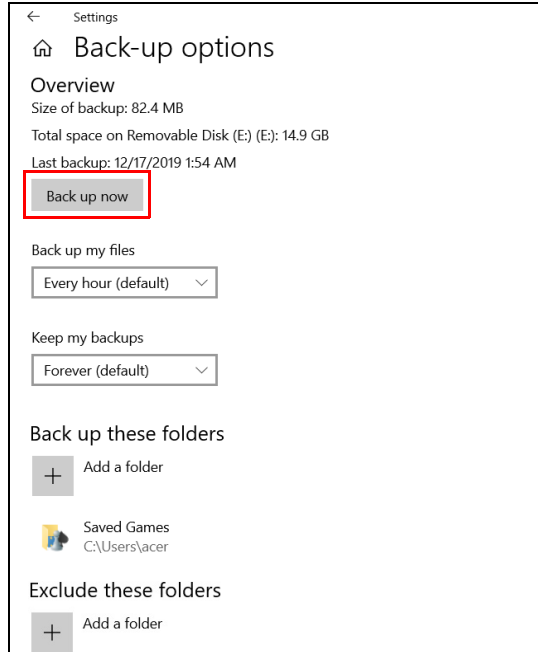 Settings
Back-up options
Overview
Size of backup: 82.4 MB
Total space on Removable Disk (E:) (E:): 14.9 GB
Last backup: 12/17/2019 1:54 AM
Back up now
Back up my files
Every hour (default)
Keep my backups
Forever (default)
Back up these folders
Add a folder
Saved Games
C:\Users\acer
Exclude these folders
Add a folder